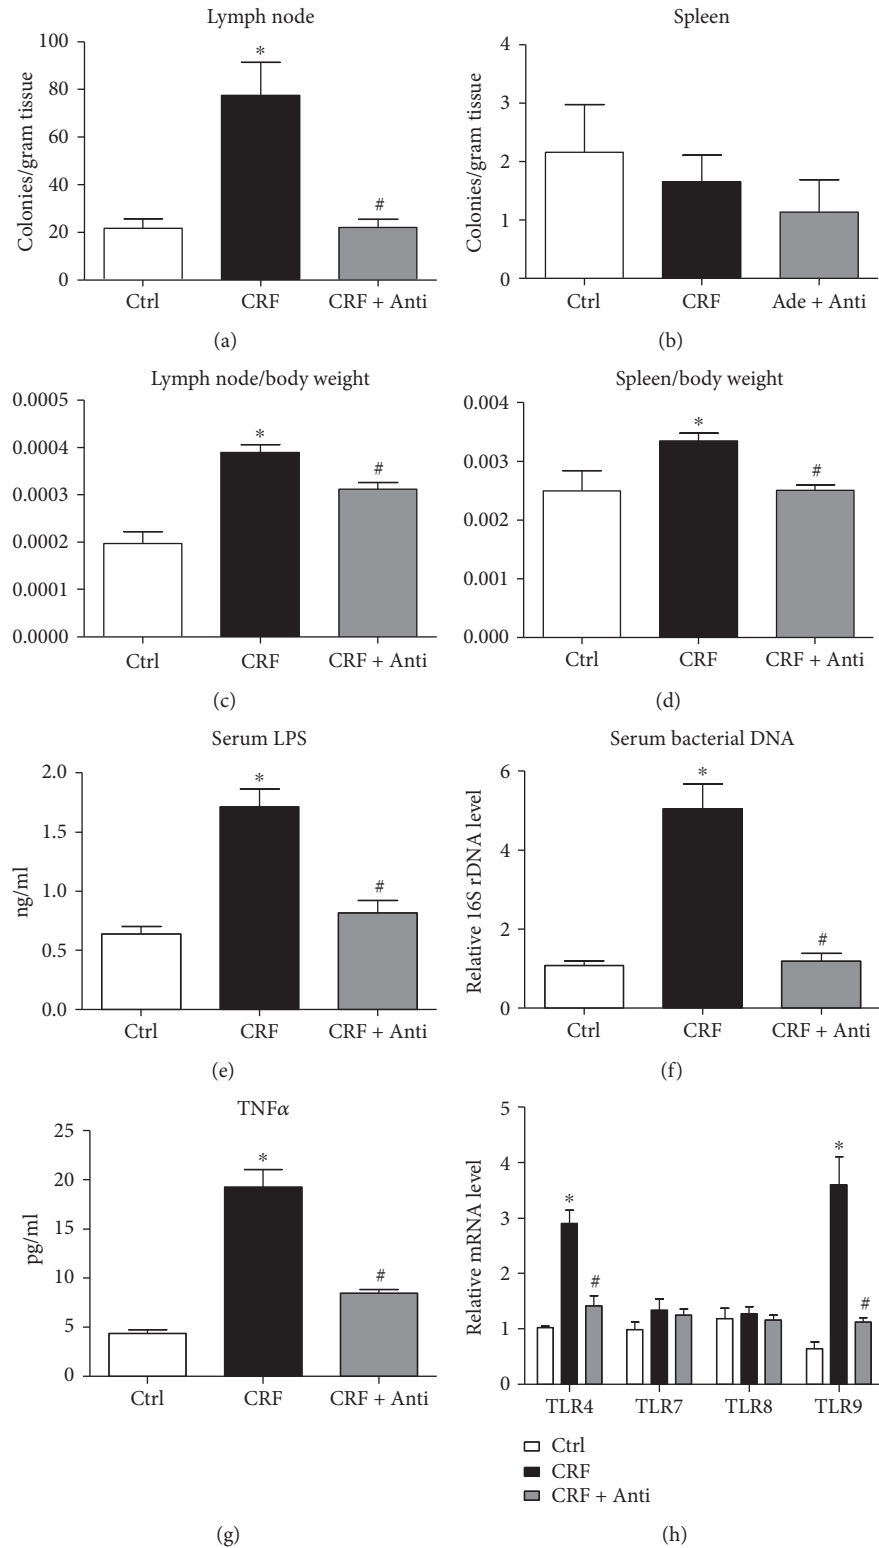 Lymph node
100
80
60
40
20
0
Colonies/gram tissue
*
#
Ctrl
CRF
CRF + Anti
(a)
Spleen
4
3
2
1
0
Colonies/gram tissue
Ctrl
CRF
Ade + Anti
(b)
Lymph node/body weight
0.0005
0.0004
0.0003
0.0002
0.0001
0.0000
*
#
Ctrl
CRF
CRF + Anti
(c)
Spleen/body weight
0.004
0.003
0.002
0.001
0.000
*
#
Ctrl
CRF
CRF + Anti
(d)
Serum LPS
2.0
1.5
1.0
0.5
0.0
ng/ml
*
#
Ctrl
CRF
CRF + Anti
(e)
Serum bacterial DNA
6
4
2
0
Relative 16S rDNA level
*
#
Ctrl
CRF
CRF + Anti
(f)
TNFα
25
20
15
10
5
0
pg/ml
*
#
Ctrl
CRF
CRF + Anti
(g)
5
4
3
2
1
0
Relative mRNA level
*
#
*
#
TLR4
TLR7
TLR8
TLR9
Ctrl
CRF
CRF + Anti
(h)